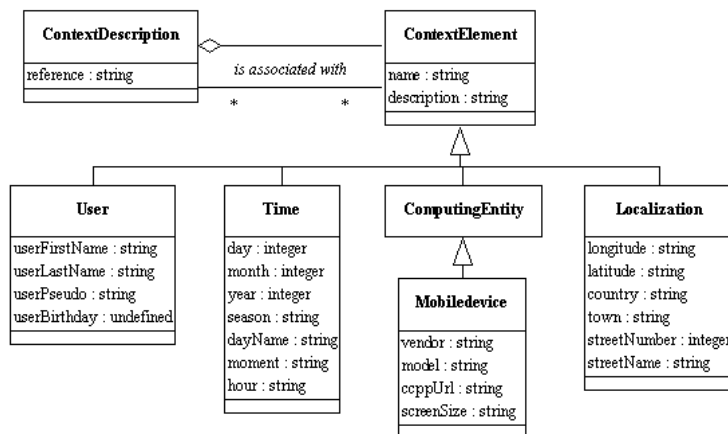 ContextDescription
reference : string
is associated with
*
*
ContextElement
name : string
description : string
User
userFirstName : string
userLastName : string
userPseudo : string
userBirthday : undefined
Time
day : integer
month : integer
year : integer
season : string
dayName : string
moment : string
hour : string
ComputingEntity
Mobiledevice
vendor : string
model : string
ccppUrl : string
screenSize : string
Localization
longitude : string
latitude : string
country : string
town : string
streetNumber : integer
streetName : string